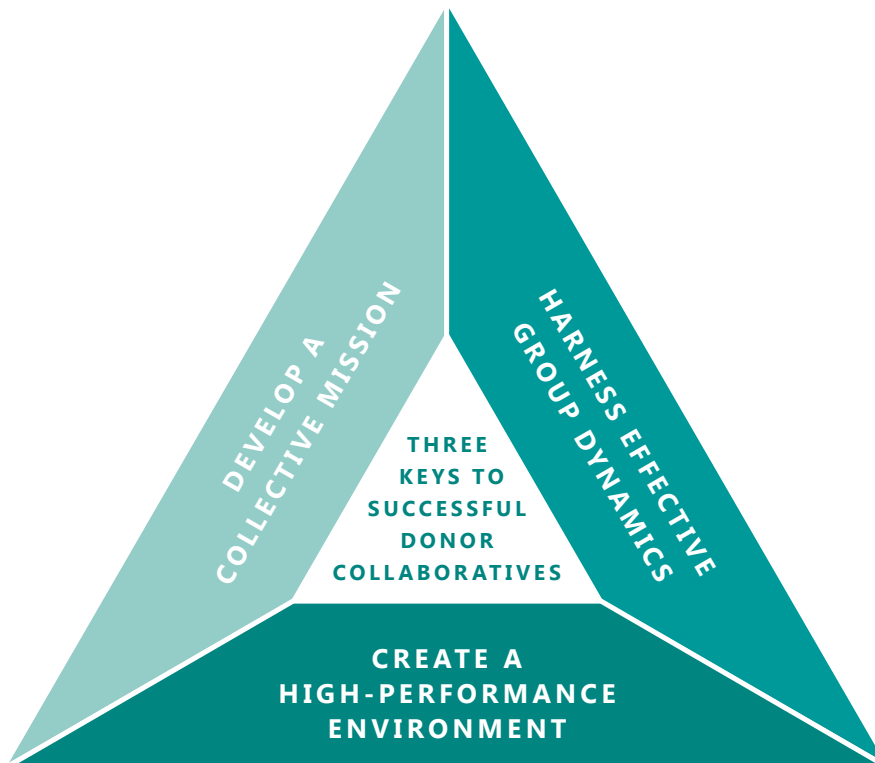 DEVELOP A
COLLECTIVE MISSION
HARNESS EFFECTIVE
GROUP DYNAMICS
THREE
KEYS TO
SUCCESSFUL
DONOR
COLLABORATIVES
CREATE A
HIGH-PERFORMANCE
ENVIRONMENT